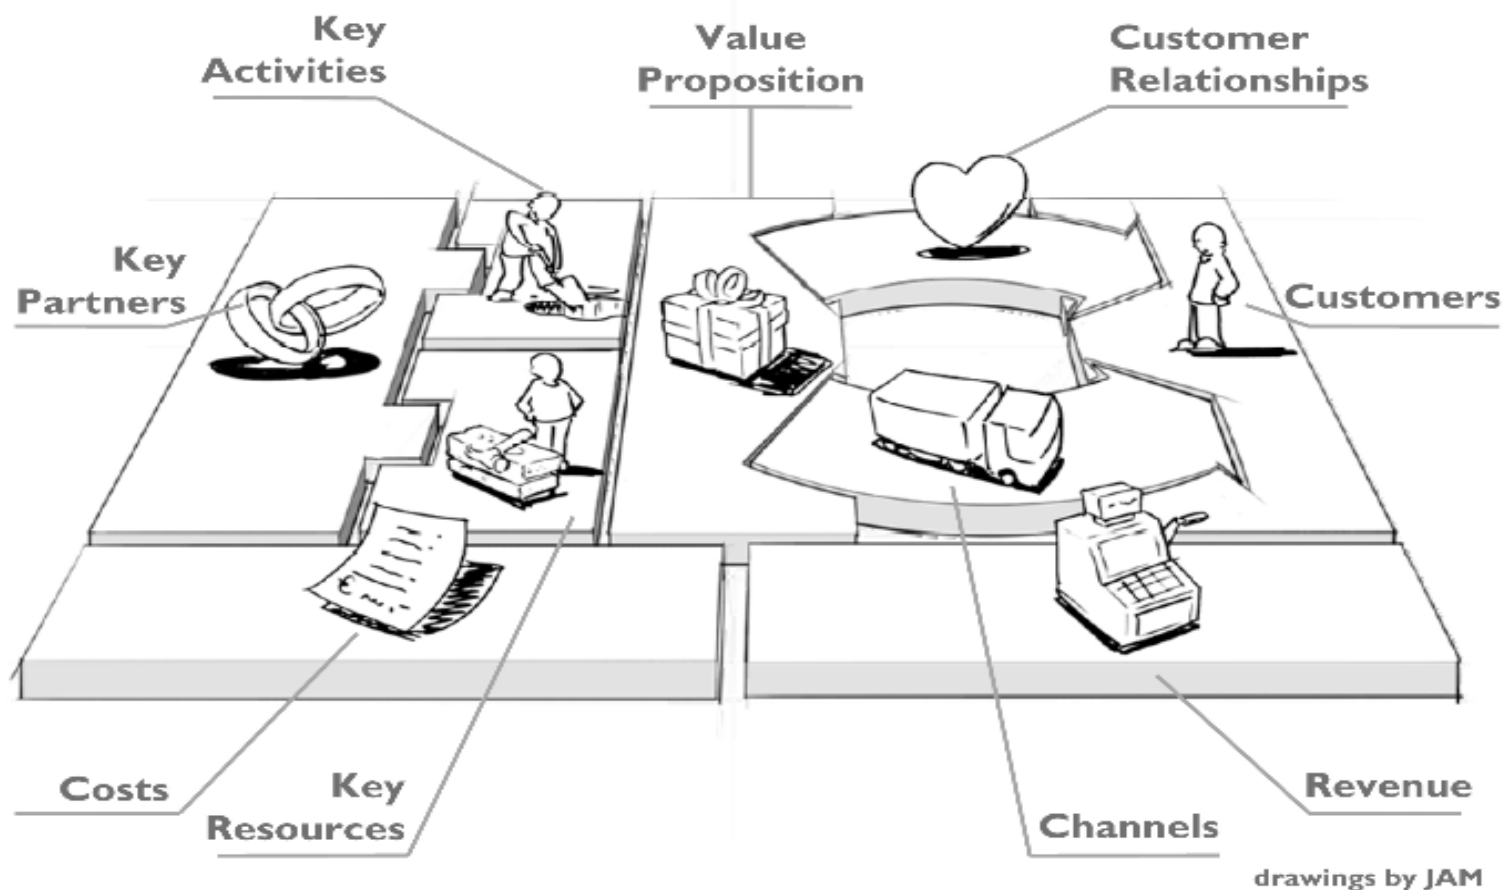 Key
Activities
Value
Proposition
Customer
Relationships
Key
Partners
Customers
Costs
Key
Resources
Channels
Revenue
drawings by JAM